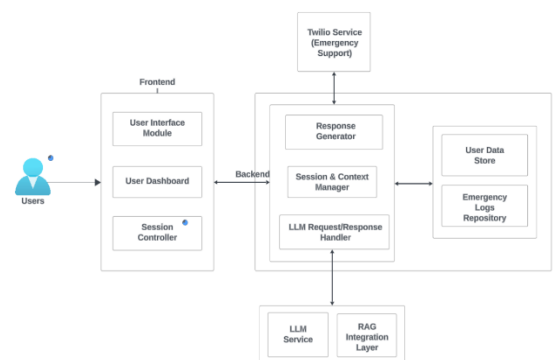 Twilio Service
(Emergency
Support)
Frontend
User Interface
Module
User Dashboard
Session
Controller
Users
Backend
Response
Generator
Session & Context
Manager
LLM Request/Response
Handler
User Data
Store
Emergency
Logs
Repository
LLM
Service
RAG
Integration
Layer